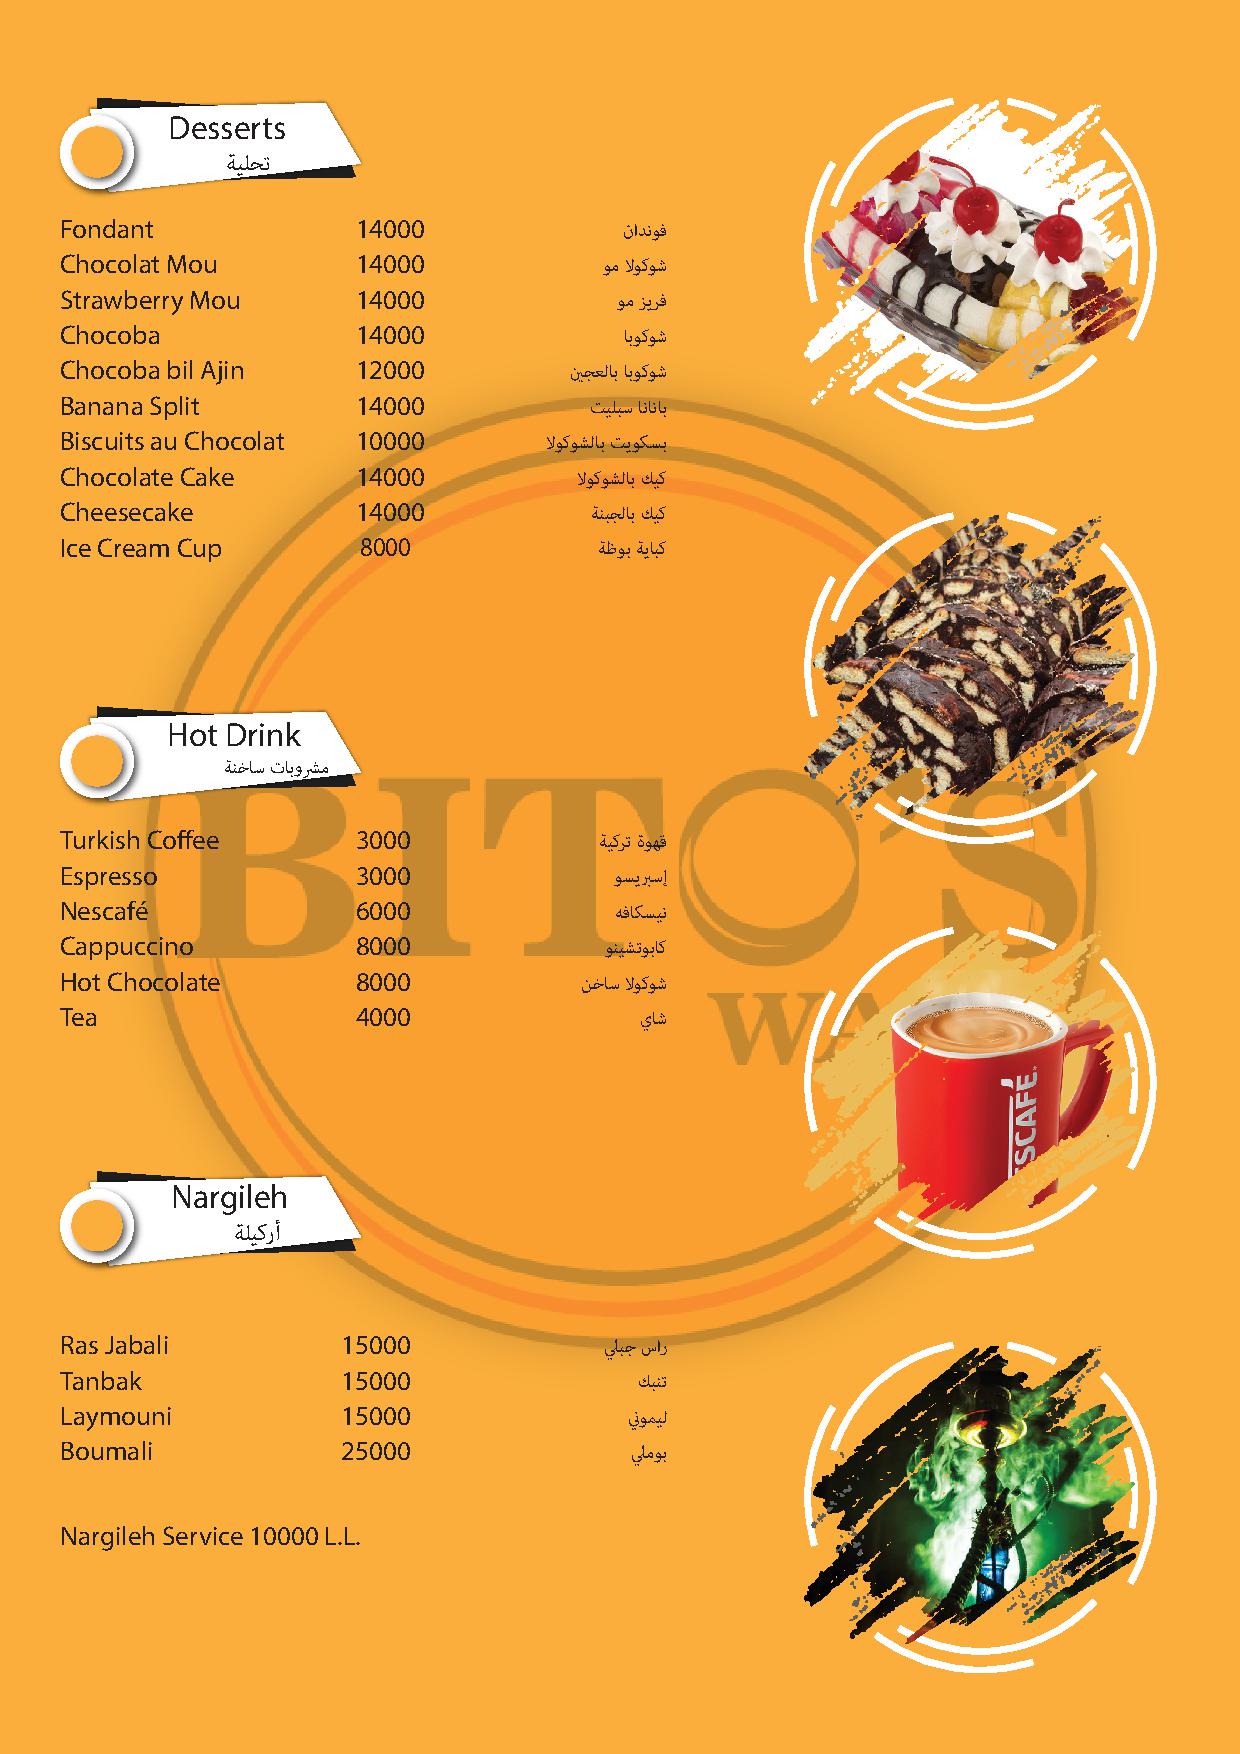 Desserts
تحلية
Fondant 14000 فوندان
Chocolat Mou 14000 شوكولا مو
Strawberry Mou 14000 فريز مو
Chocoba 14000 شوكوبا
Chocoba bil Ajin 12000 شوكوبا بالعجين
Banana Split 14000 بانانا سبليت
Biscuits au Chocolat 10000 بسكويت بالشوكولا
Chocolate Cake 14000 كيك بالشوكولا
Cheesecake 14000 كيك بالجبنة
Ice Cream Cup 8000 كباية بوظة
Hot Drink
مشروبات ساخنة
BITO'S
Turkish Coffee 3000 قهوة تركية
Espresso 3000 إسبريسو
Nescafé 6000 نيسكافه
Cappuccino 8000 كابوتشينو
Hot Chocolate 8000 شوكولا ساخن
Tea 4000 شاي
WA
SCAFE
Nargileh
أركيلة
Ras Jabali 15000 راس جبلي
Tanbak 15000 تنبك
Laymouni 15000 ليموني
Boumali 25000 بوملي
Nargileh Service 10000 L.L.